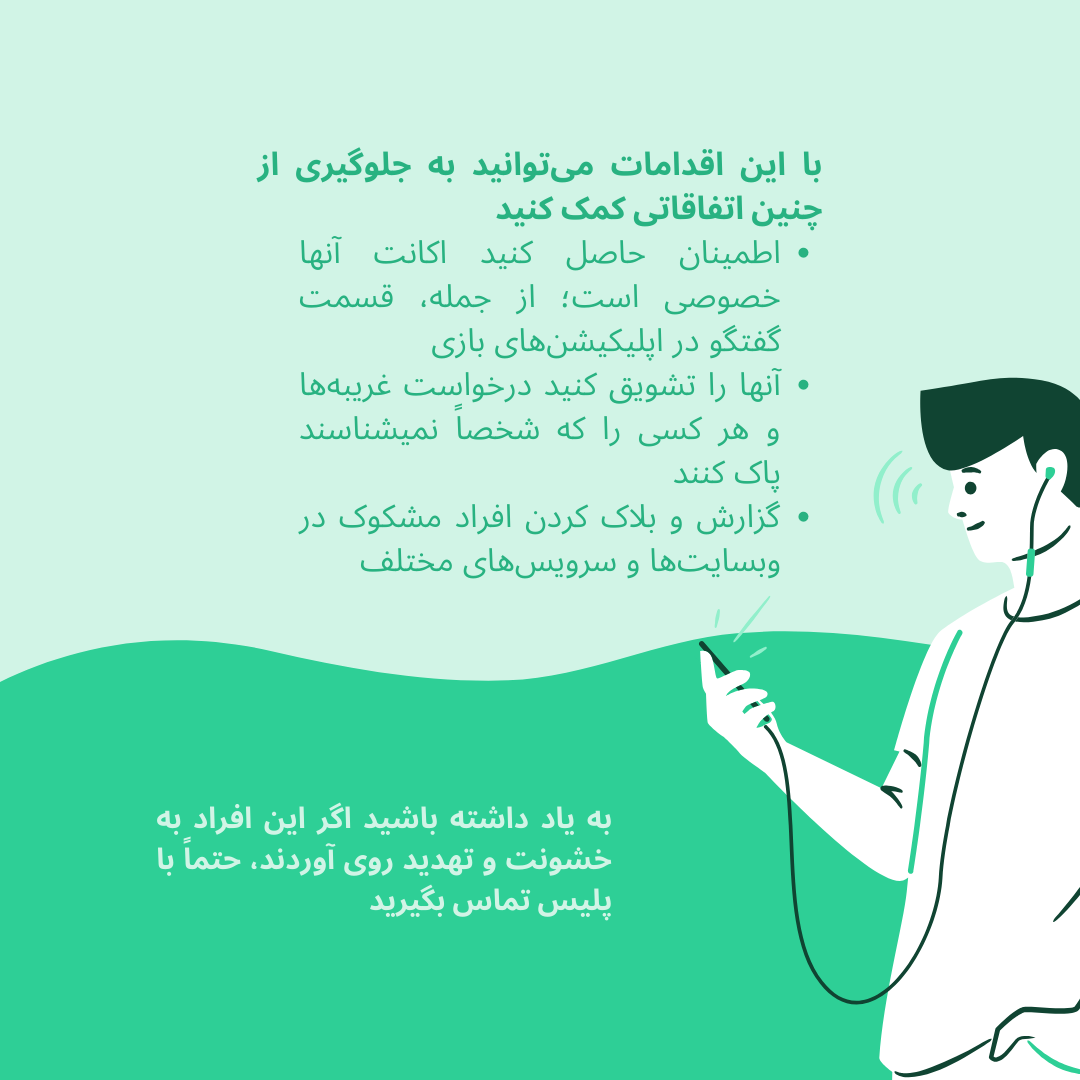 با این اقدامات می‌توانید به جلوگیری از
چنین اتفاقاتی کمک کنید
• اطمینان حاصل کنید اکانت آنها
خصوصی است؛ از جمله، قسمت
گفتگو در اپلیکیشن‌های بازی
• آنها را تشویق کنید درخواست غریبه‌ها
و هر کسی را که شخصاً نمیشناسند
پاک کنند
• گزارش و بلاک کردن افراد مشکوک در
وبسایت‌ها و سرویس‌های مختلف
به یاد داشته باشید اگر این افراد به
خشونت و تهدید روی آوردند، حتماً با
پلیس تماس بگیرید